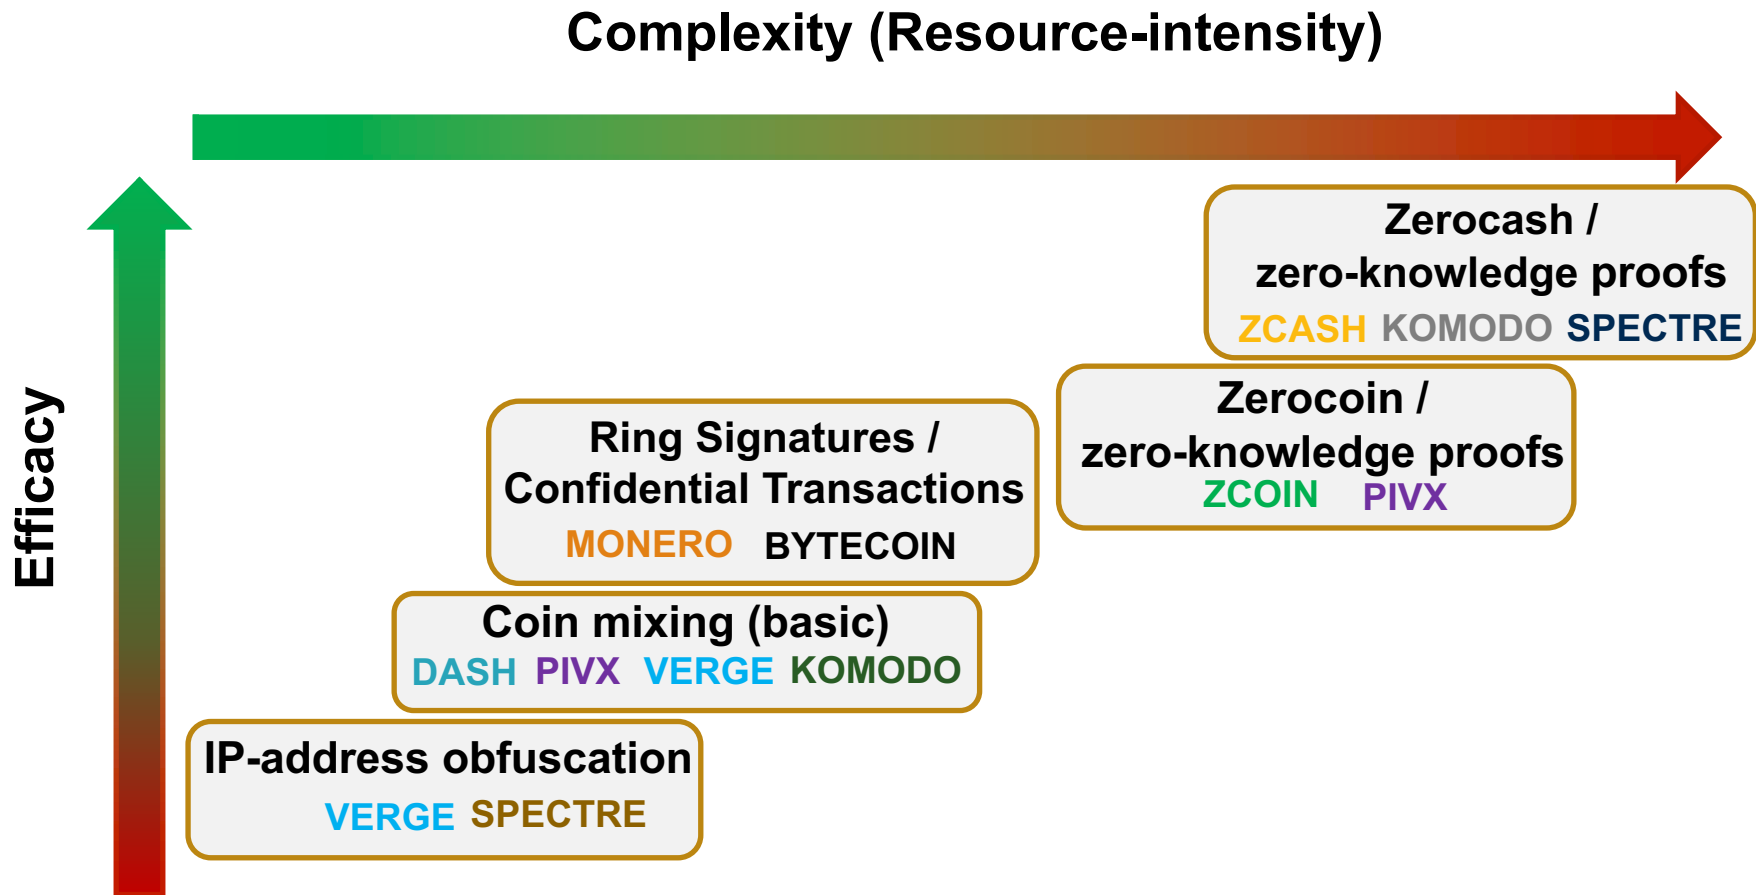 Complexity (Resource-intensity)
Efficacy
Zerocash /
zero-knowledge proofs
ZCASH KOMODO SPECTRE
Zerocoin /
zero-knowledge proofs
ZCOIN PIVX
Ring Signatures /
Confidential Transactions
MONERO BYTECOIN
Coin mixing (basic)
DASH PIVX VERGE KOMODO
IP-address obfuscation
VERGE SPECTRE